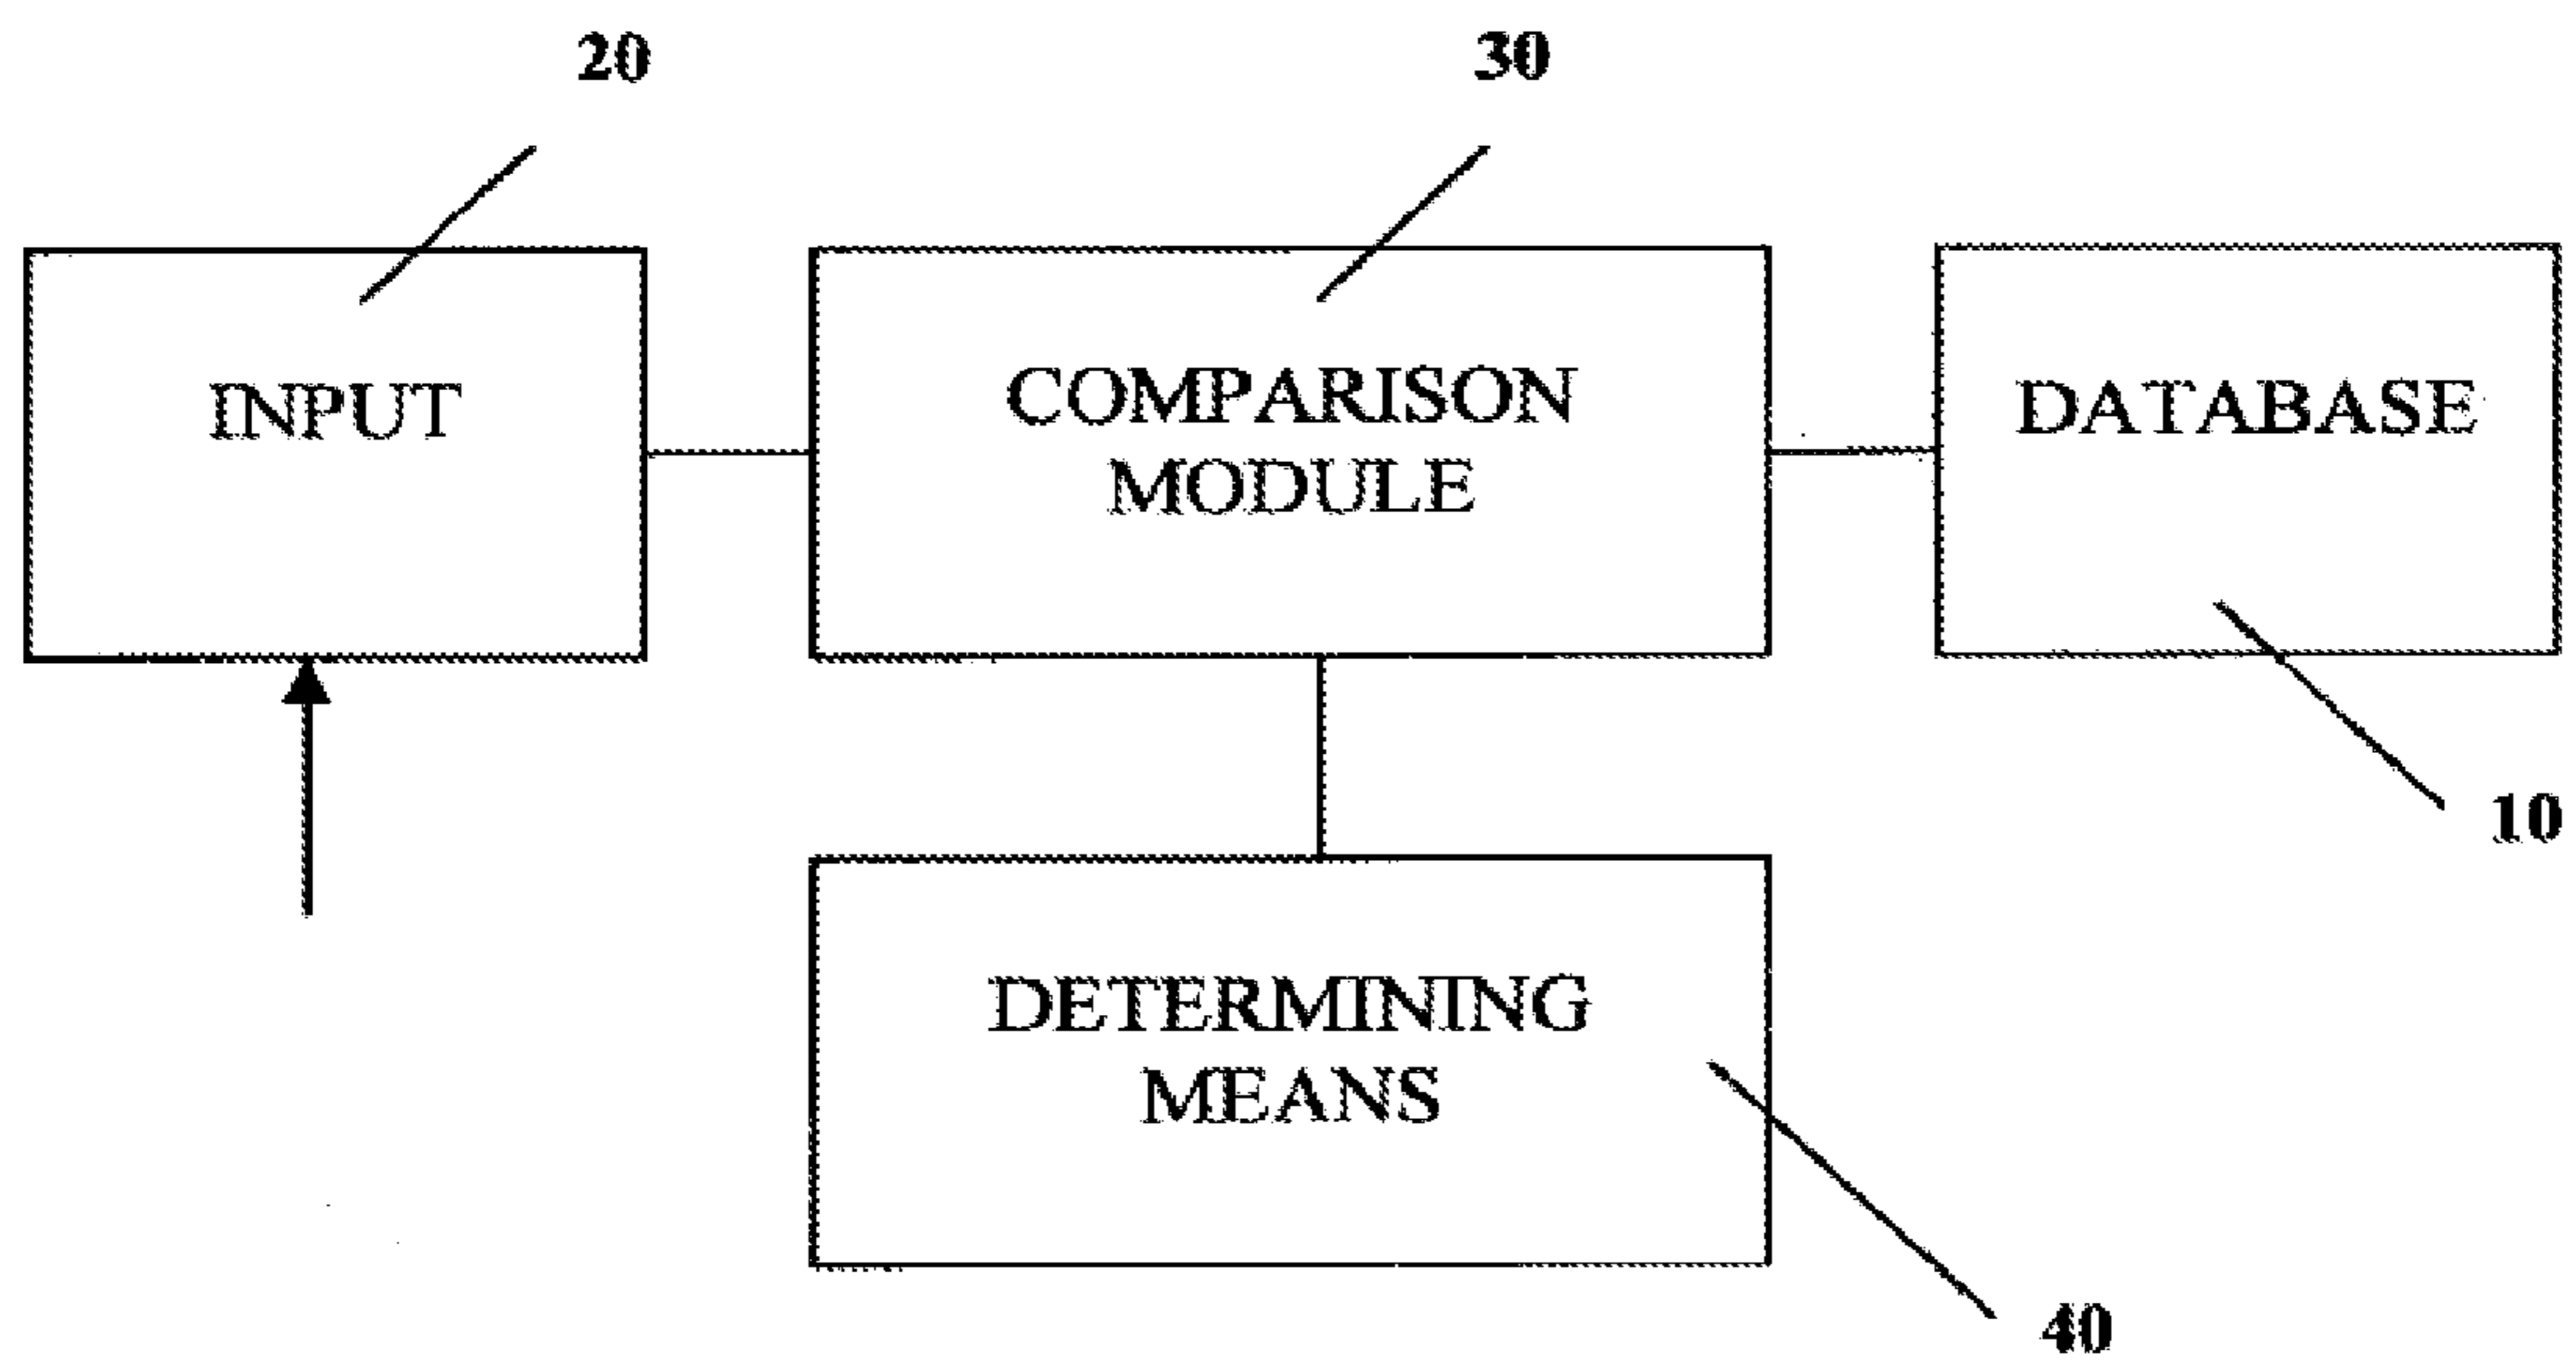 20
30
INPUT
COMPARISON
MODULE
DATABASE
10
DETERMINING
MEANS
40